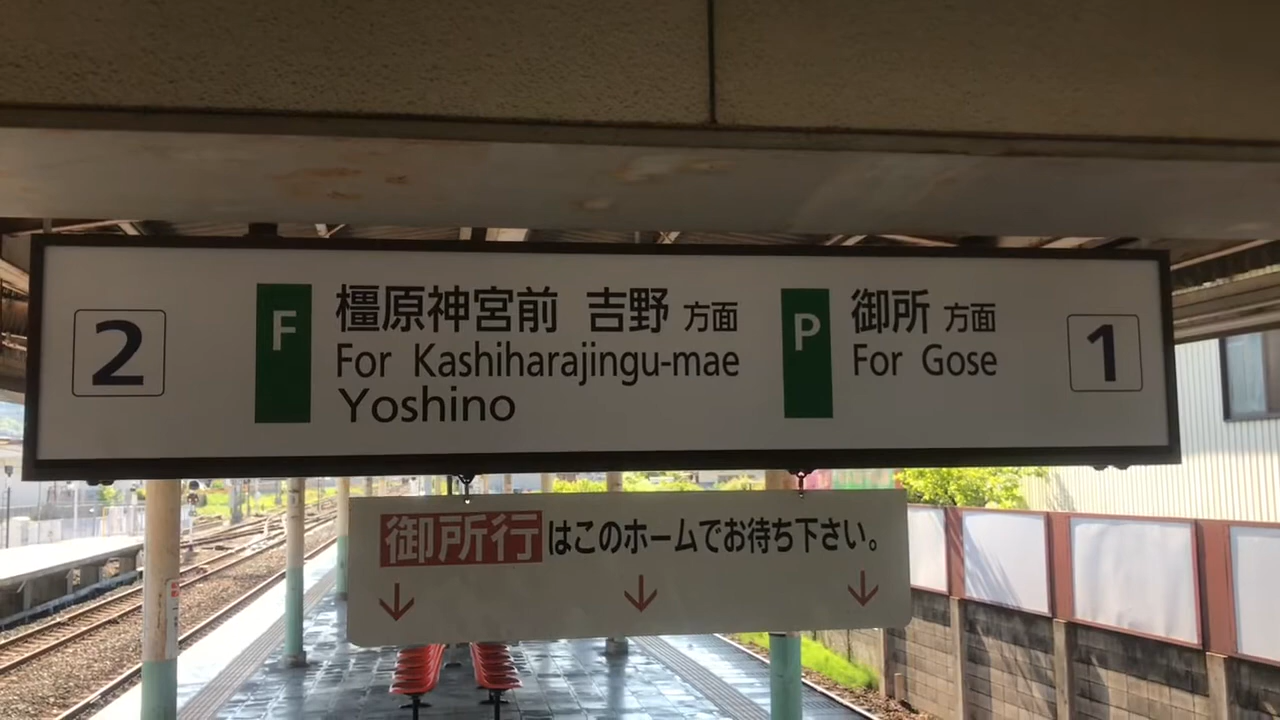 2
F
橿原神宮前 吉野 方面
For Kashiharajingu-mae
Yoshino
P
御所 方面
For Gose
1
御所行はこのホームでお待ち下さい。
↓ ↓ ↓